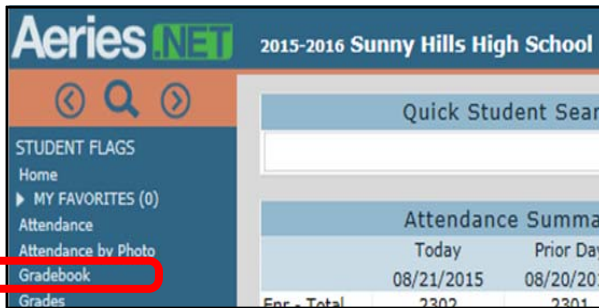 Aeries.NET
2015-2016 Sunny Hills High School
Quick Student Sear
STUDENT FLAGS
Home
MY FAVORITES (0)
Attendance
Attendance by Photo
Gradebook
Grades
Attendance Summa
Today Prior Day
08/21/2015 08/20/201
Enr - Total 2302 2301